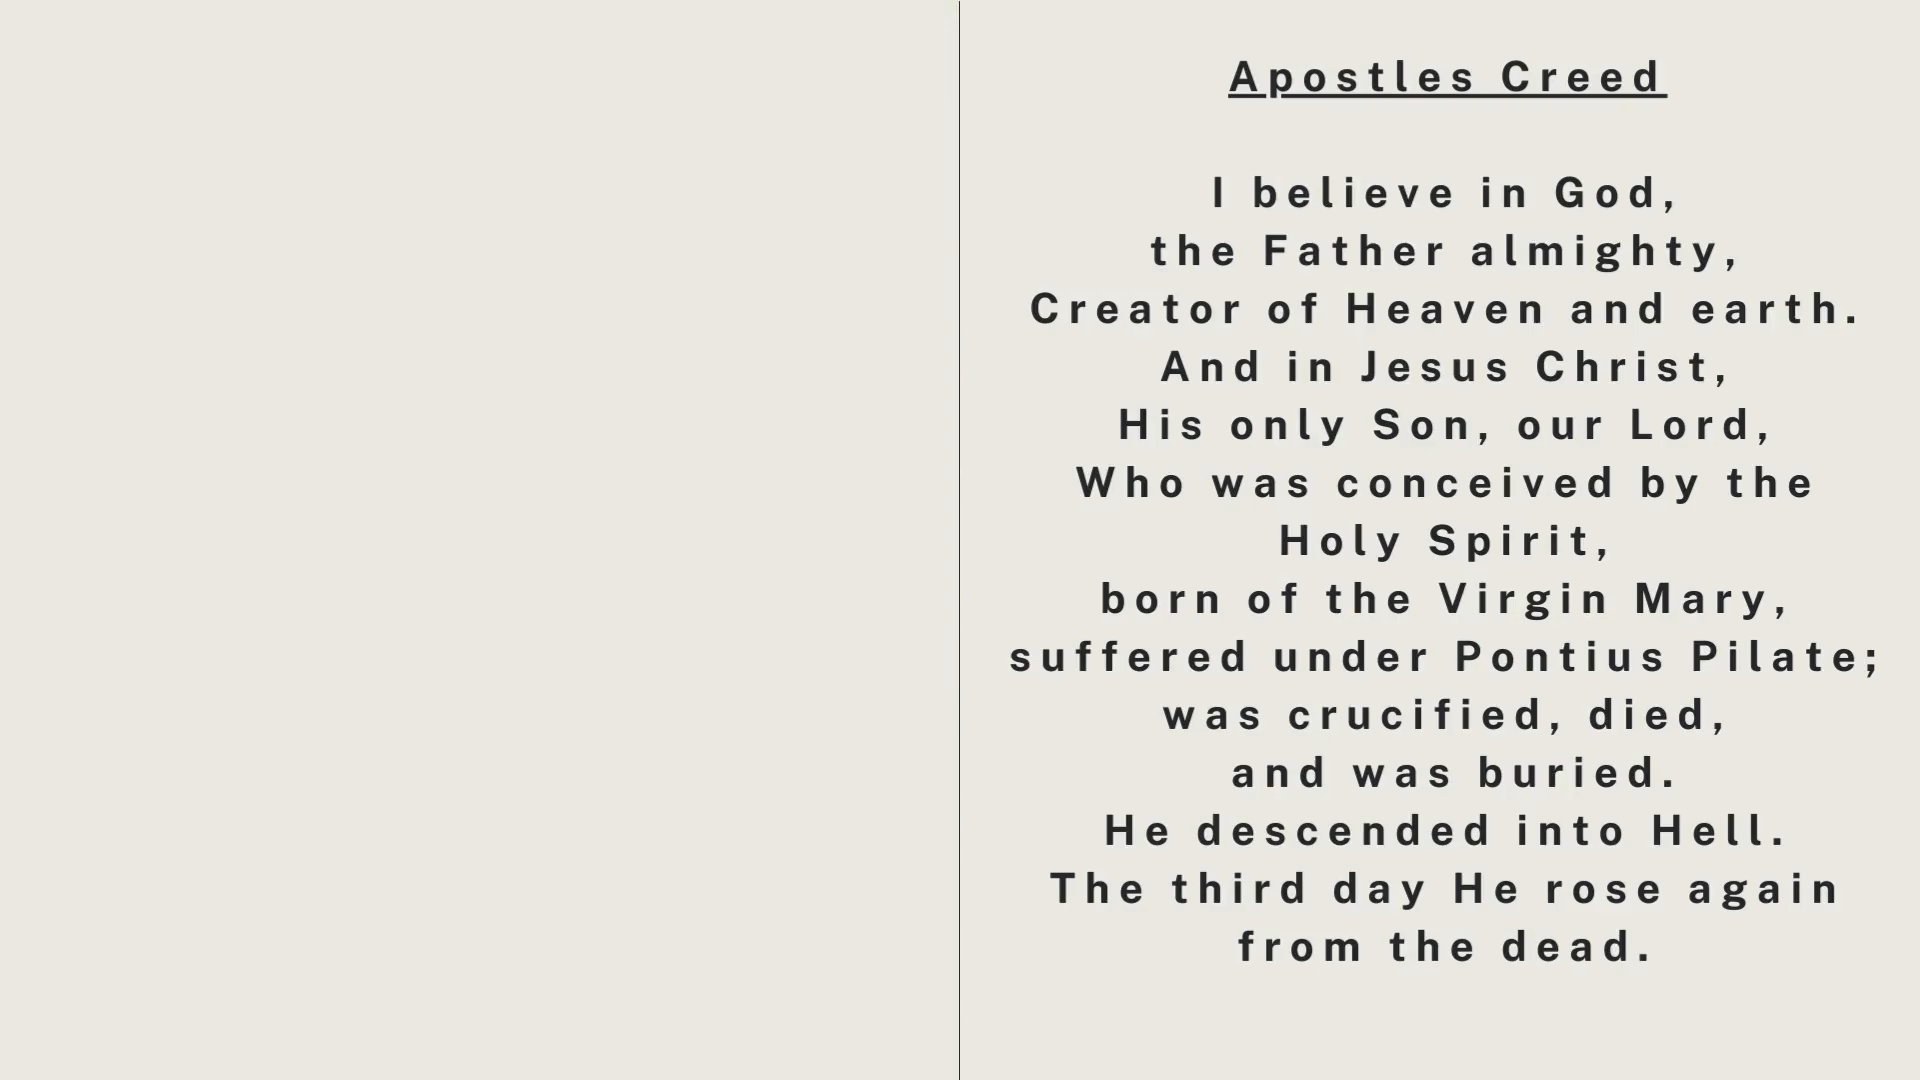 Apostles Creed
I believe in God,
the Father almighty,
Creator of Heaven and earth.
And in Jesus Christ,
His only Son, our Lord,
Who was conceived by the
Holy Spirit,
born of the Virgin Mary,
suffered under Pontius Pilate;
was crucified, died,
and was buried.
He descended into Hell.
The third day He rose again
from the dead.